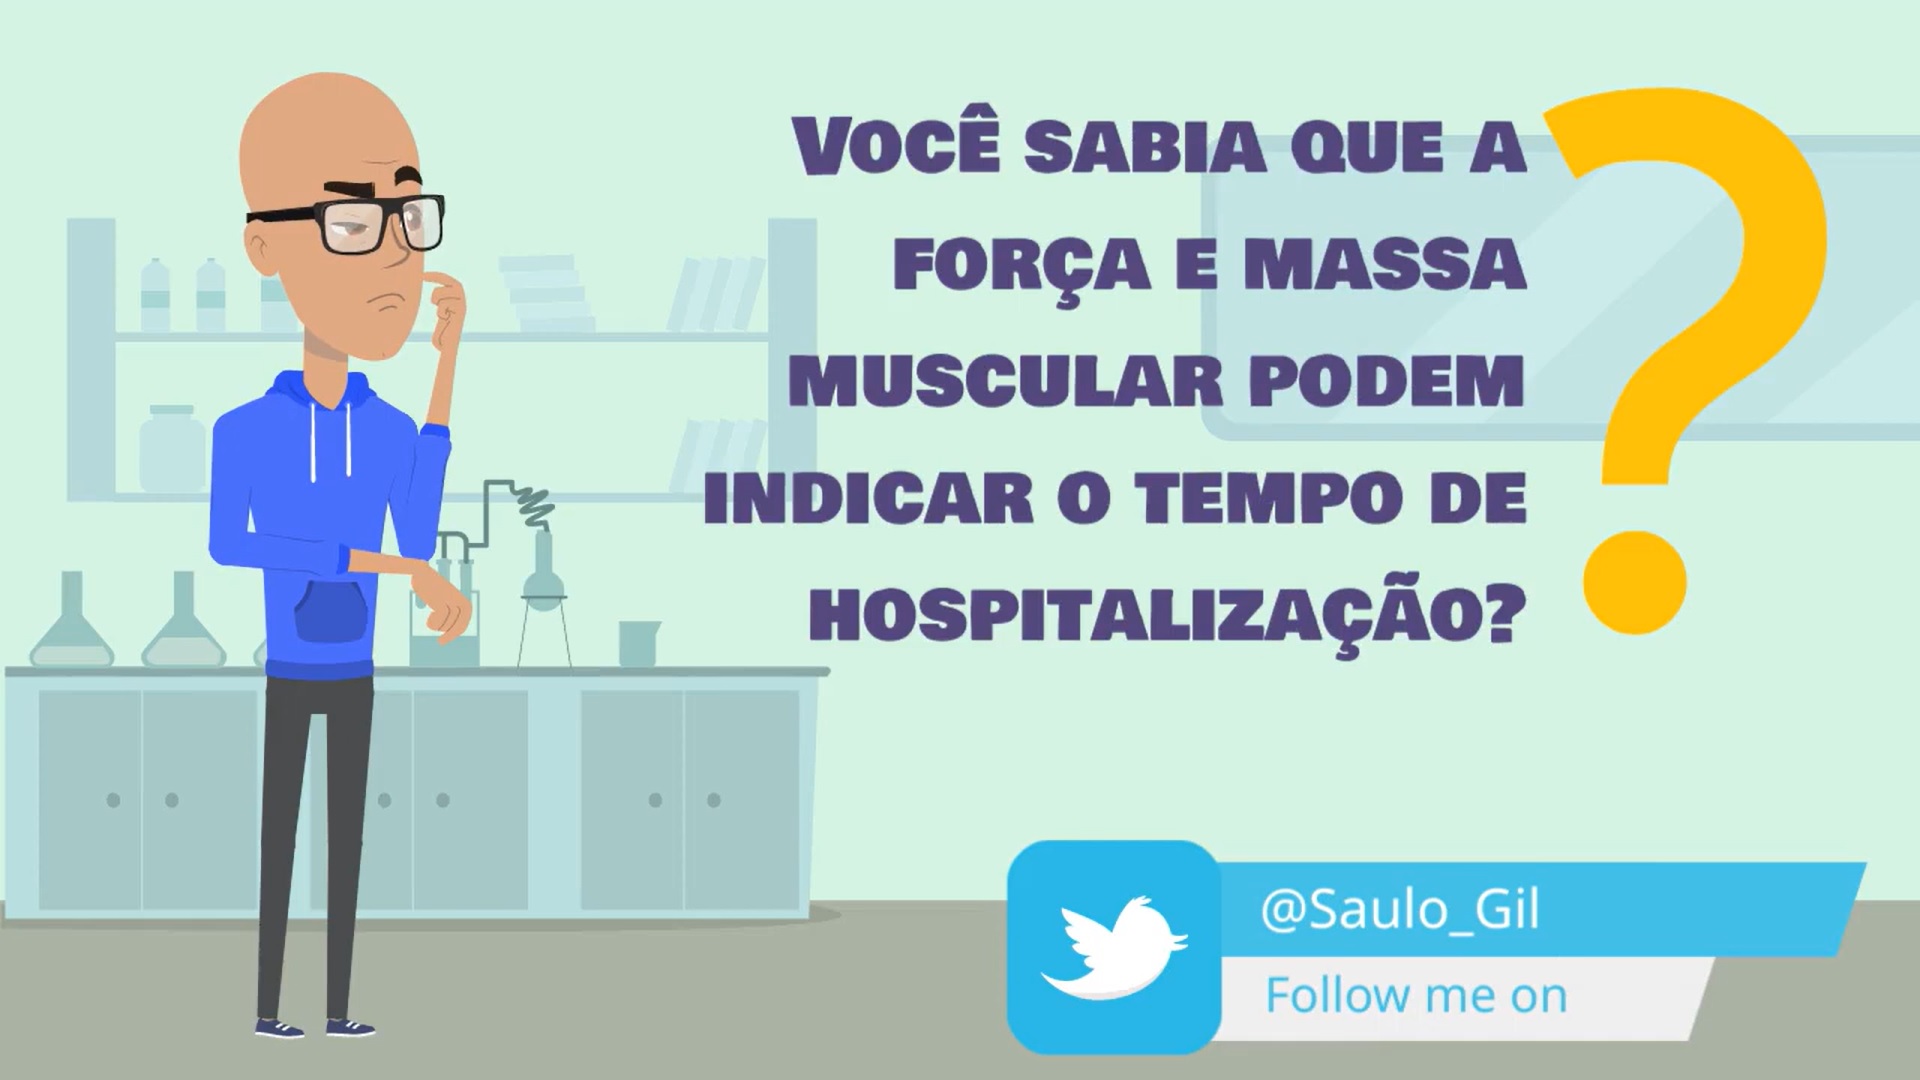 Você sabia que a
força e massa
muscular podem
indicar o tempo de
hospitalização?
?
@Saulo_Gil
Follow me on